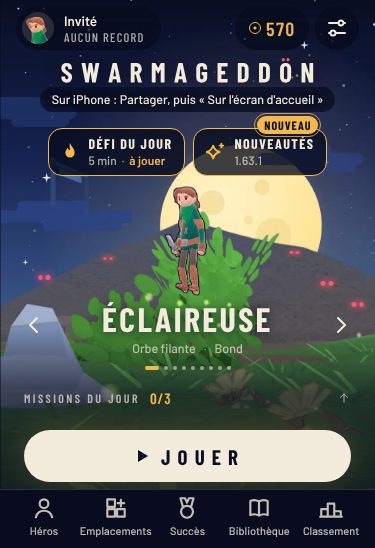 Invité
AUCUN RECORD
570
SWARMAGEDDÖN
Sur iPhone : Partager, puis « Sur l'écran d'accueil »
NOUVEAU
DÉFI DU JOUR
5 min · à jouer
NOUVEAUTÉS
1.63.1
ÉCLAIREUSE
Orbe filante · Bond
MISSIONS DU JOUR 0/3
JOUER
Héros
Emplacements
Succès
Bibliothèque
Classement